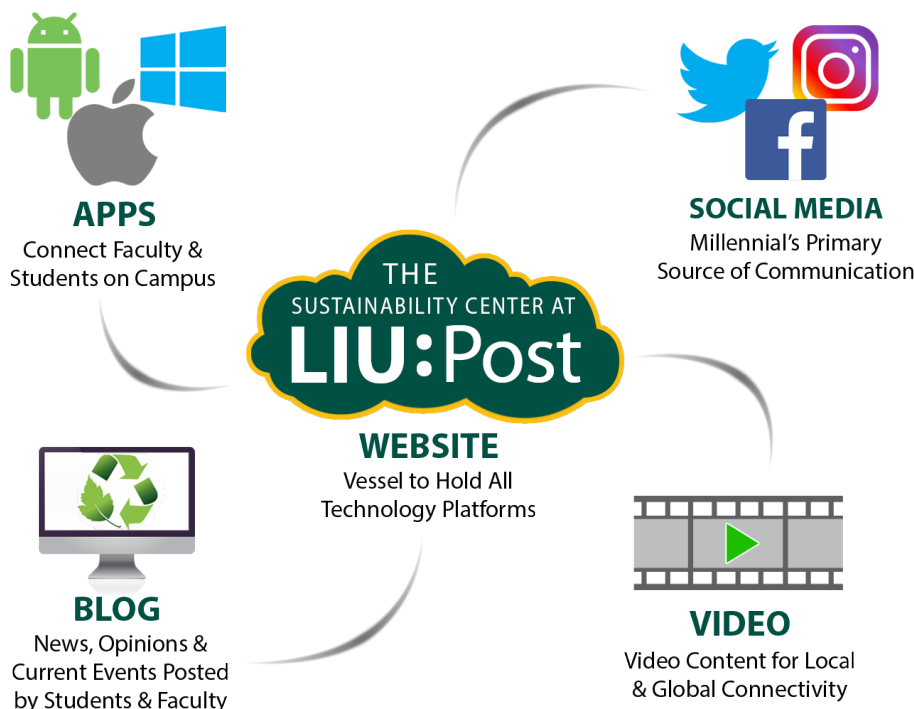 APPS
Connect Faculty &
Students on Campus
SOCIAL MEDIA
Millennial's Primary
Source of Communication
THE
SUSTAINABILITY CENTER AT
LIU:Post
WEBSITE
Vessel to Hold All
Technology Platforms
BLOG
News, Opinions &
Current Events Posted
by Students & Faculty
VIDEO
Video Content for Local
& Global Connectivity